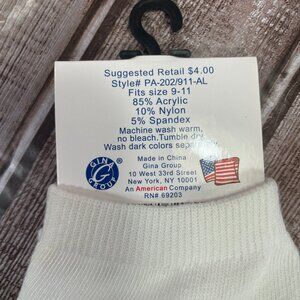 Suggested Retail $4.00
Style# PA-202/911-AL
Fits size 9-11
85% Acrylic
10% Nylon
5% Spandex
Machine wash warm,
no bleach. Tumble dry
Wash dark colors
Made in China
Gina Group
10 West 33rd Street
New York, NY 10001
An American Company
RN# 69203
GINA
GROUP